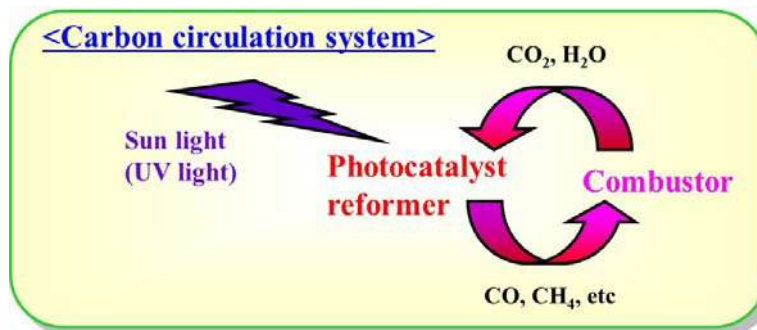 <Carbon circulation system>
CO₂, H₂O
Sun light
(UV light)
Photocatalyst
reformer
Combustor
CO, CH₄, etc